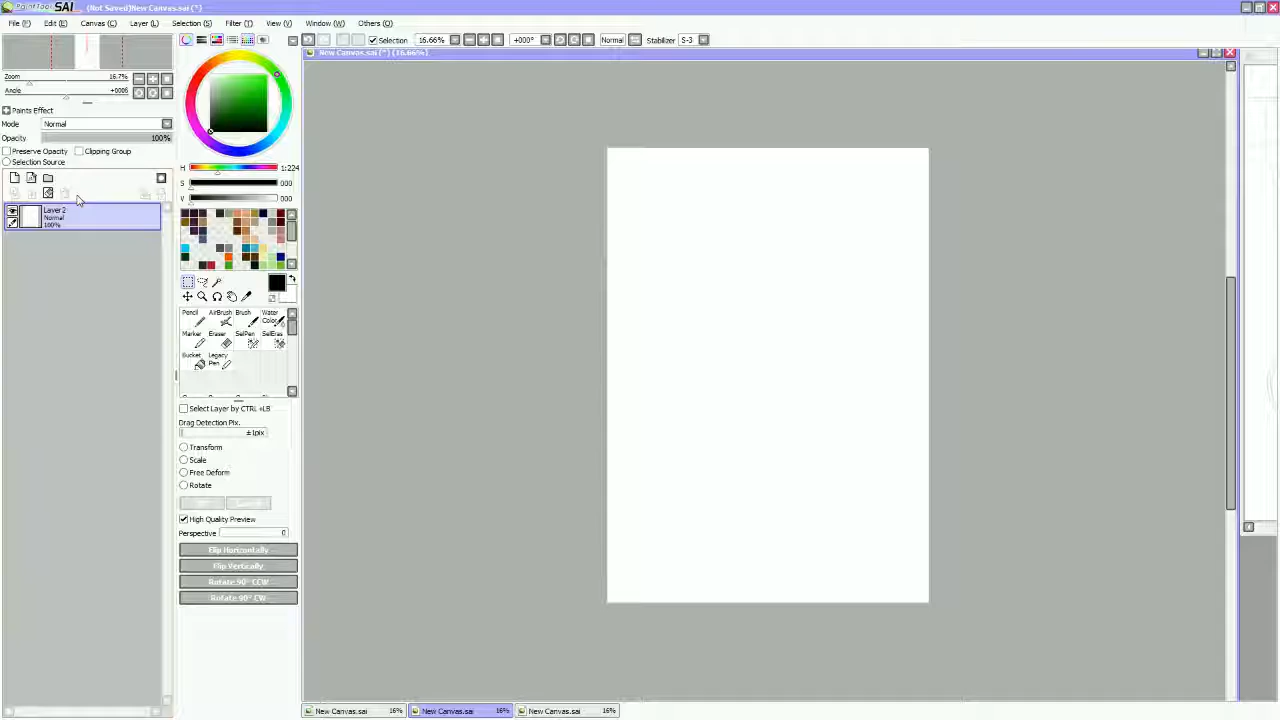 PaintTool SAI (Not Saved)New Canvas.sai (*)
File (F) Edit (E) Canvas (C) Layer (L) Selection (S) Filter (T) View (V) Window (W) Others (O)
Selection 16.66% +000° Normal Stabilizer S-3
New Canvas.sai (*) (16.66%)
Zoom 16.7%
Angle
Paints Effect
Mode Normal
Opacity 100%
Preserve Opacity Clipping Group
Selection Source
Layer2
Normal
100%
H 1:224
S 000
V 000
Pencil AirBrush Brush Water Color
Marker Eraser SelPen SelEras
Bucket Legacy Pen
Select Layer by CTRL+LB
Drag Detection Pix.
±1pix
Transform
Scale
Free Deform
Rotate
High Quality Preview
Perspective 0
Flip Horizontally
Flip Vertically
Rotate 90° CCW
Rotate 90° CW
New Canvas.sai 16% New Canvas.sai 16% New Canvas.sai 16%